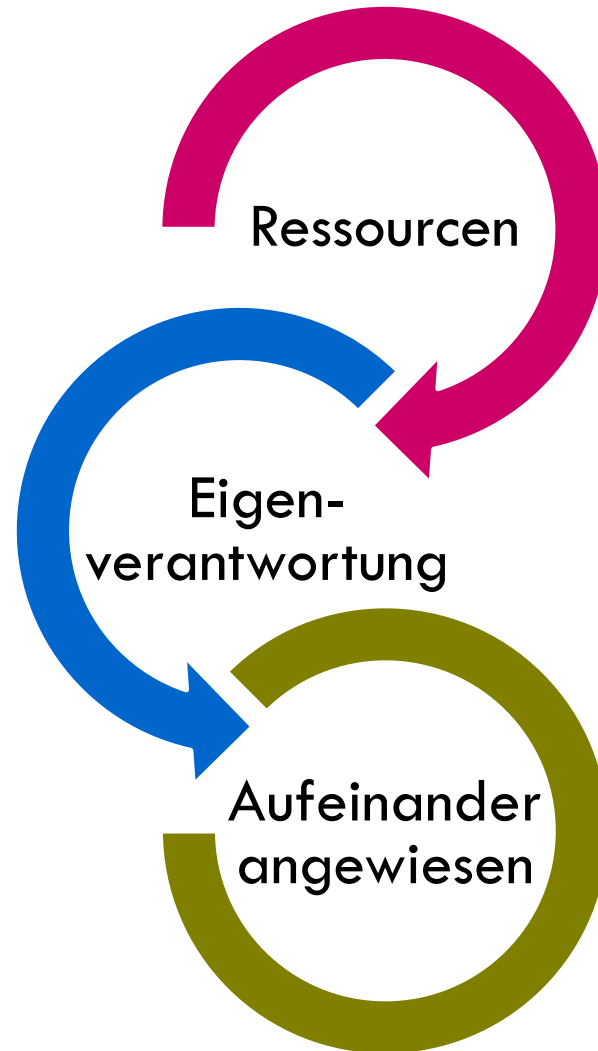 Ressourcen
Eigen-
verantwortung
Aufeinander
angewiesen